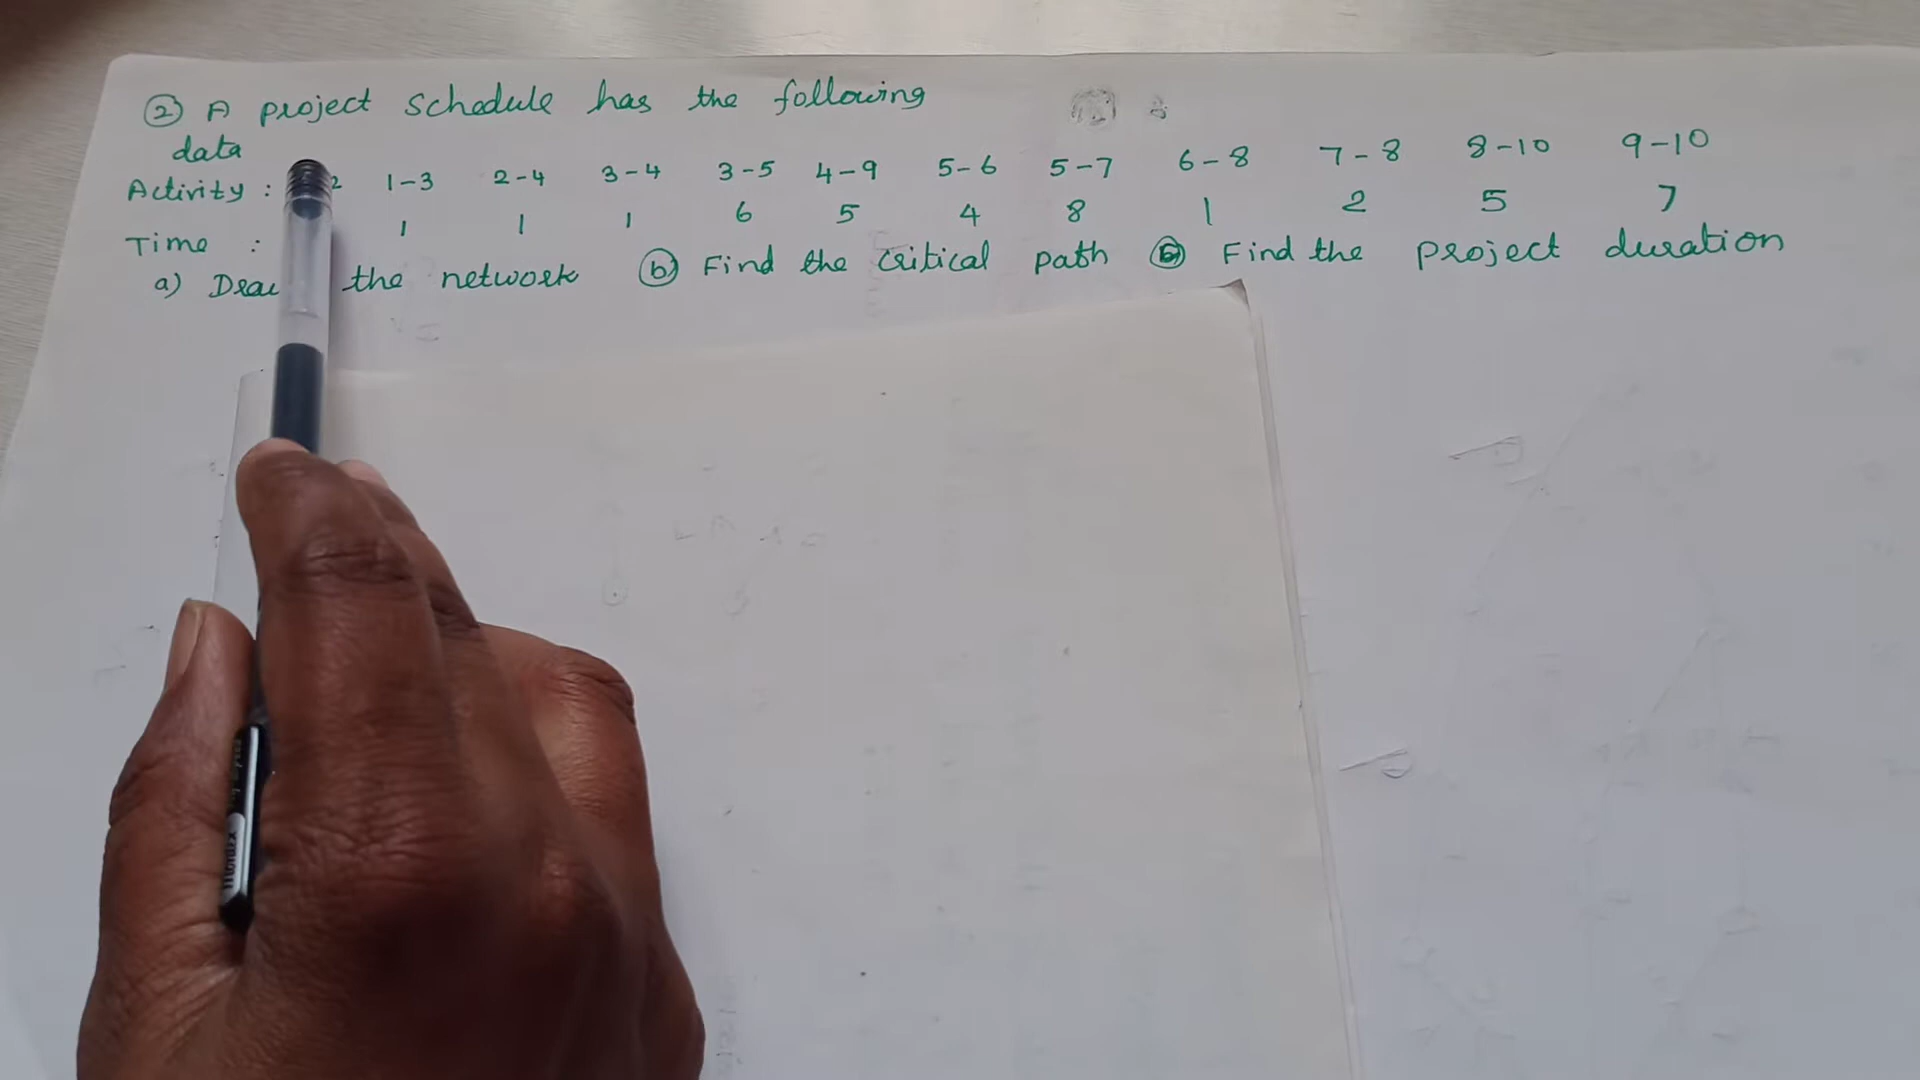 ② A project schedule has the following
data
Activity : 2 1-3 2-4 3-4 3-5 4-9 5-6 5-7 6-8 7-8 8-10 9-10
Time : 1 1 1 6 5 4 8 1 2 5 7
a) the network ⓑ Find the critical path Find the project duration